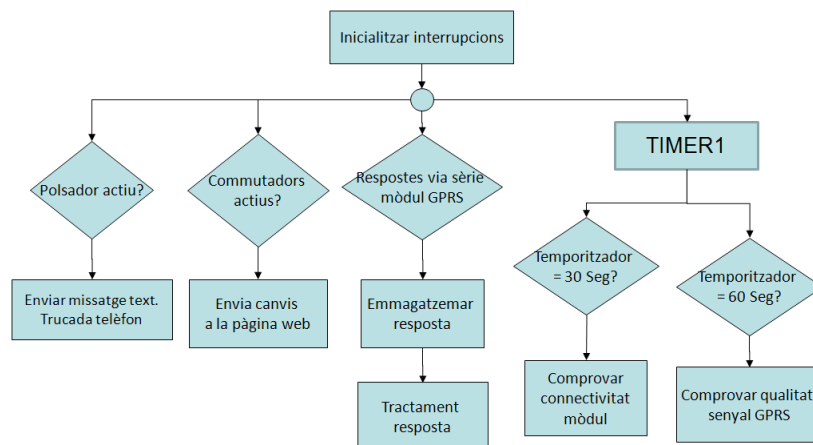 Inicialitzar interrupcions
TIMER1
Polsador actiu?
Commutadors
actius?
Respostes via sèrie
mòdul GPRS
Temporitzador
= 30 Seg?
Temporitzador
= 60 Seg?
Enviar missatge text.
Trucada telèfon
Envia canvis
a la pàgina web
Emmagatzemar
resposta
Comprovar
connectivitat
mòdul
Comprovar qualitat
senyal GPRS
Tractament
resposta